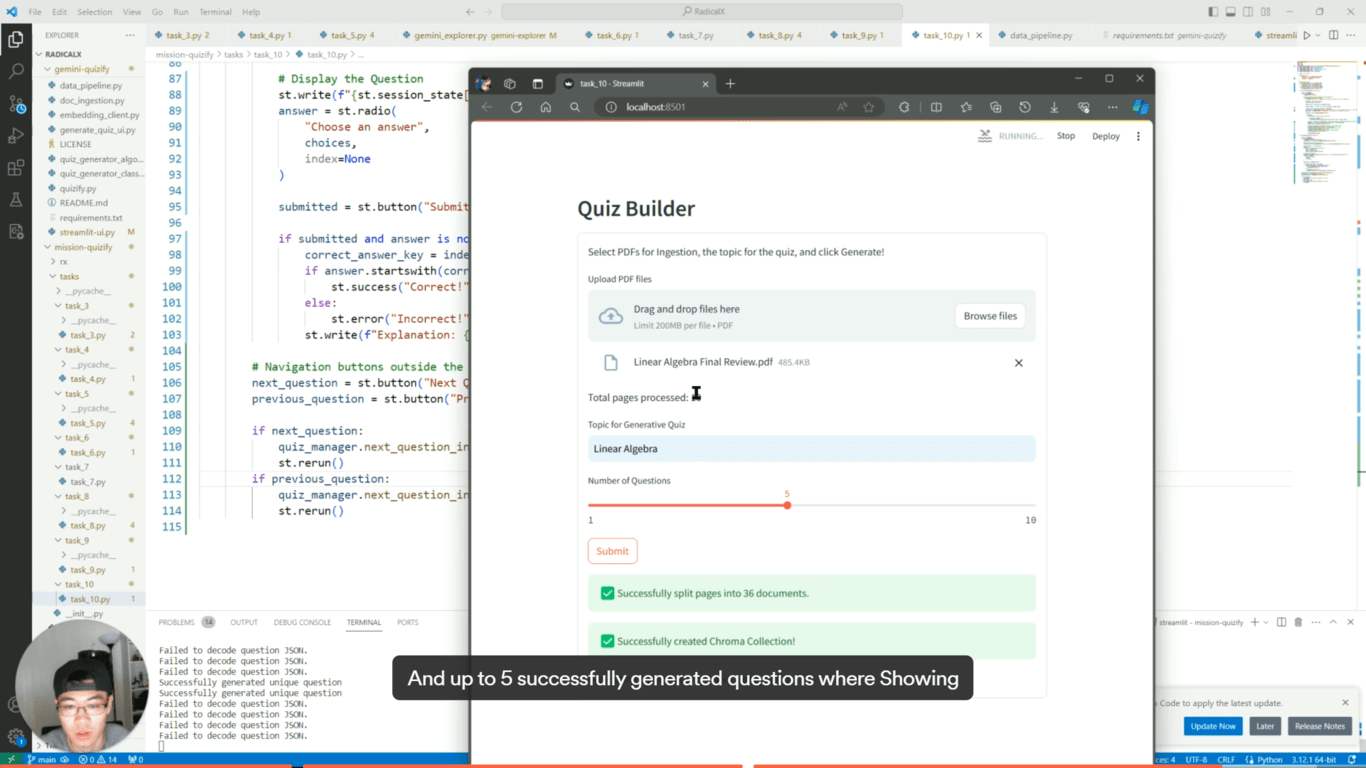 File Edit Selection View Go Run Terminal Help
RadicalX
EXPLORER
task_3.py 2
task_4.py 1
task_5.py 4
gemini_explorer.py gemini-explorer M
task_6.py 1
task_7.py
task_8.py 4
task_9.py 1
task_10.py 1
data_pipeline.py
requirements.txt gemini-quizify
streamli
mission-quizify > tasks > task_10 > task_10.py > ...
RADICALX
gemini-quizify
data_pipeline.py
doc_ingestion.py
embedding_client.py
generate_quiz_ui.py
LICENSE
quiz_generator_algo...
quiz_generator_class...
quizify.py
README.md
requirements.txt
streamlit-ui.py M
mission-quizify
rx
tasks
__pycache__
task_3
__pycache__
task_3.py 2
task_4
__pycache__
task_4.py 1
task_5
__pycache__
task_5.py 4
task_6
task_6.py 1
task_7
task_7.py
task_8
__pycache__
task_8.py 4
task_9
__pycache__
task_9.py 1
task_10
task_10.py 1
__init__.py
86
87 # Display the Question
88 st.write(f"{st.session_state[
89 answer = st.radio(
90 "Choose an answer",
91 choices,
92 index=None
93 )
94
95 submitted = st.button("Submit
96
97 if submitted and answer is no
98 correct_answer_key = inde
99 if answer.startswith(corr
100 st.success("Correct!"
101 else:
102 st.error("Incorrect!"
103 st.write(f"Explanation: {
104
105 # Navigation buttons outside the
106 next_question = st.button("Next Q
107 previous_question = st.button("Pr
108
109 if next_question:
110 quiz_manager.next_question_in
111 st.rerun()
112 if previous_question:
113 quiz_manager.next_question_in
114 st.rerun()
115
task_10 - Streamlit
localhost:8501
RUNNING...
Stop
Deploy
Quiz Builder
Select PDFs for Ingestion, the topic for the quiz, and click Generate!
Upload PDF files
Drag and drop files here
Limit 200MB per file • PDF
Browse files
Linear Algebra Final Review.pdf 485.4KB
Total pages processed:
Topic for Generative Quiz
Linear Algebra
Number of Questions
5
1
10
Submit
Successfully split pages into 36 documents.
Successfully created Chroma Collection!
And up to 5 successfully generated questions where Showing
PROBLEMS 14 OUTPUT DEBUG CONSOLE TERMINAL PORTS
Failed to decode question JSON.
Failed to decode question JSON.
Failed to decode question JSON.
Successfully generated unique question
Successfully generated unique question
Failed to decode question JSON.
Failed to decode question JSON.
Failed to decode question JSON.
Failed to decode question JSON.
streamlit - mission-quizify
Code to apply the latest update.
Update Now
Later
Release Notes
main
0 14
0
ces: 4 UTF-8 CRLF Python 3.12.1 64-bit